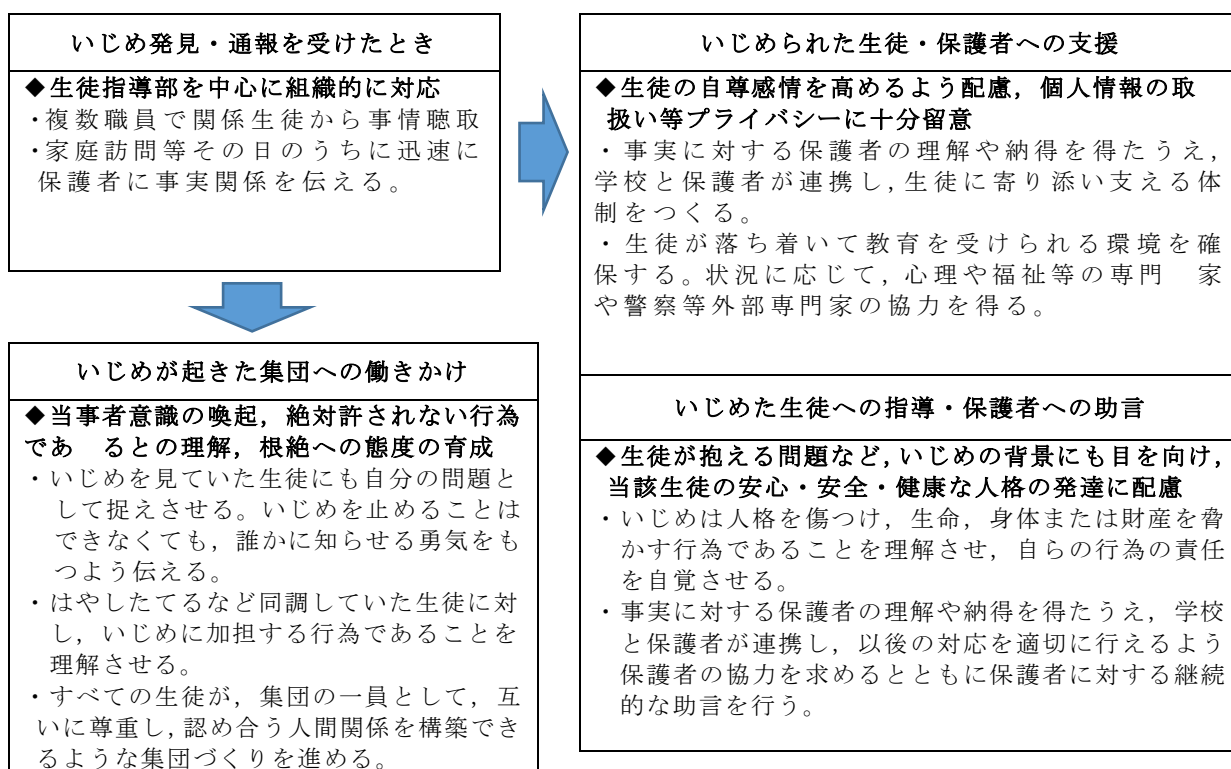 いじめ発見・通報を受けたとき
◆生徒指導部を中心に組織的に対応
・複数職員で関係生徒から事情聴取
・家庭訪問等その日のうちに迅速に
保護者に事実関係を伝える。
いじめられた生徒・保護者への支援
◆生徒の自尊感情を高めるよう配慮，個人情報の取
扱い等プライバシーに十分留意
・事実に対する保護者の理解や納得を得たうえ，
学校と保護者が連携し，生徒に寄り添い支える体
制をつくる。
・生徒が落ち着いて教育を受けられる環境を確
保する。状況に応じて，心理や福祉等の専門　家
や警察等外部専門家の協力を得る。
いじめが起きた集団への働きかけ
◆当事者意識の喚起，絶対許されない行為
であ　るとの理解，根絶への態度の育成
・いじめを見ていた生徒にも自分の問題と
して捉えさせる。いじめを止めることは
できなくても，誰かに知らせる勇気をも
つよう伝える。
・はやしたてるなど同調していた生徒に対
し，いじめに加担する行為であることを
理解させる。
・すべての生徒が，集団の一員として，互
いに尊重し，認め合う人間関係を構築でき
るような集団づくりを進める。
いじめた生徒への指導・保護者への助言
◆生徒が抱える問題など，いじめの背景にも目を向け，
当該生徒の安心・安全・健康な人格の発達に配慮
・いじめは人格を傷つけ，生命，身体または財産を脅
かす行為であることを理解させ，自らの行為の責任
を自覚させる。
・事実に対する保護者の理解や納得を得たうえ，学校
と保護者が連携し，以後の対応を適切に行えるよう
保護者の協力を求めるとともに保護者に対する継続
的な助言を行う。